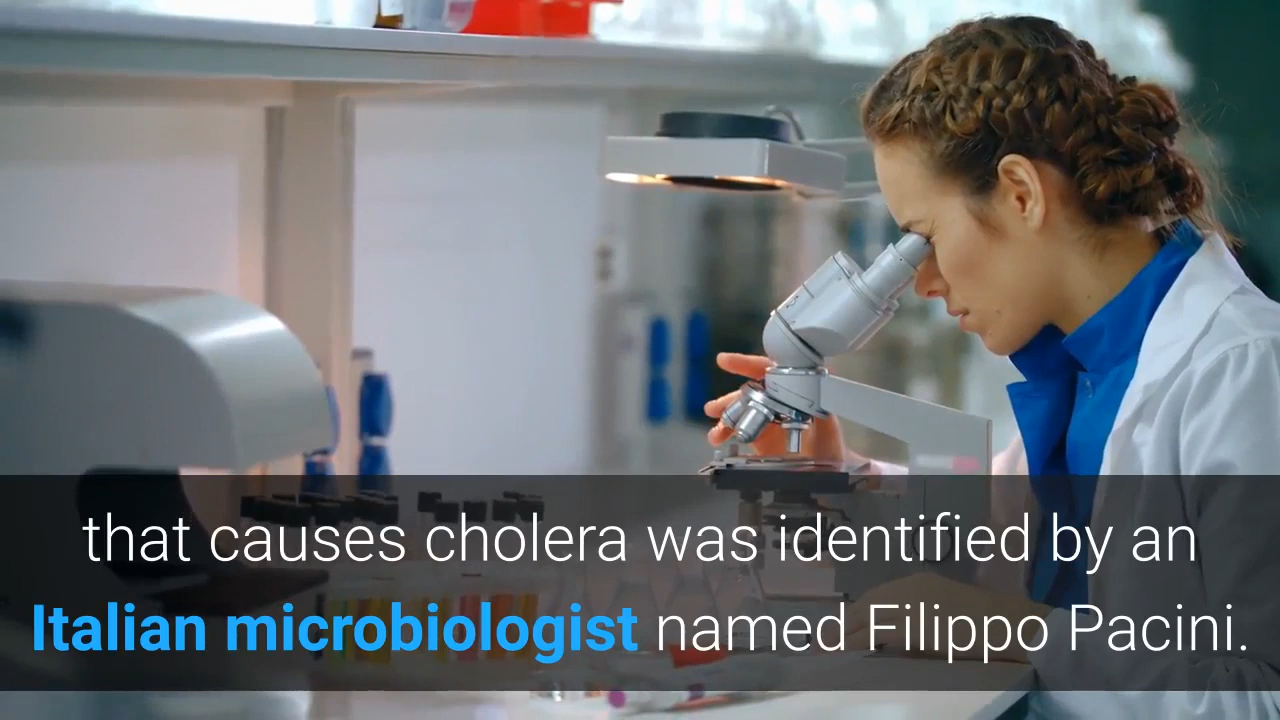 that causes cholera was identified by an
Italian microbiologist named Filippo Pacini.